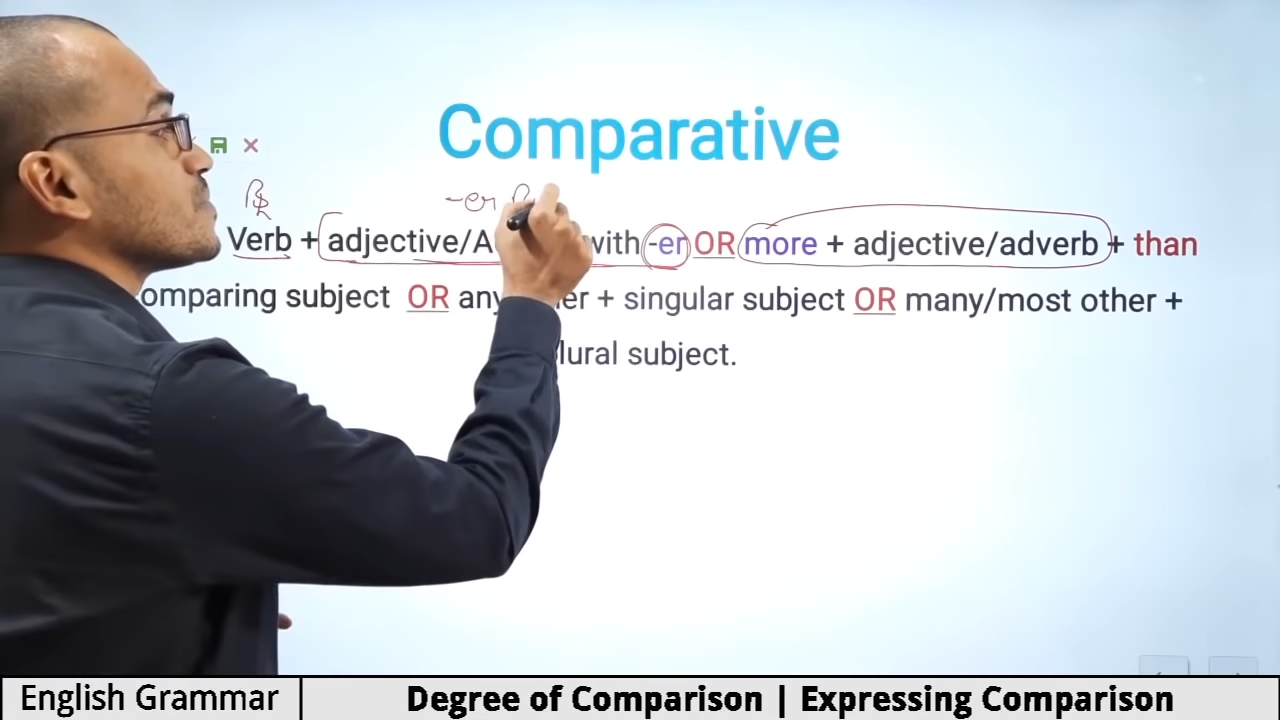 Comparative
-er
Verb + adjective/A with -er OR more + adjective/adverb + than
omparing subject OR any er + singular subject OR many/most other +
lural subject.
English Grammar
Degree of Comparison | Expressing Comparison